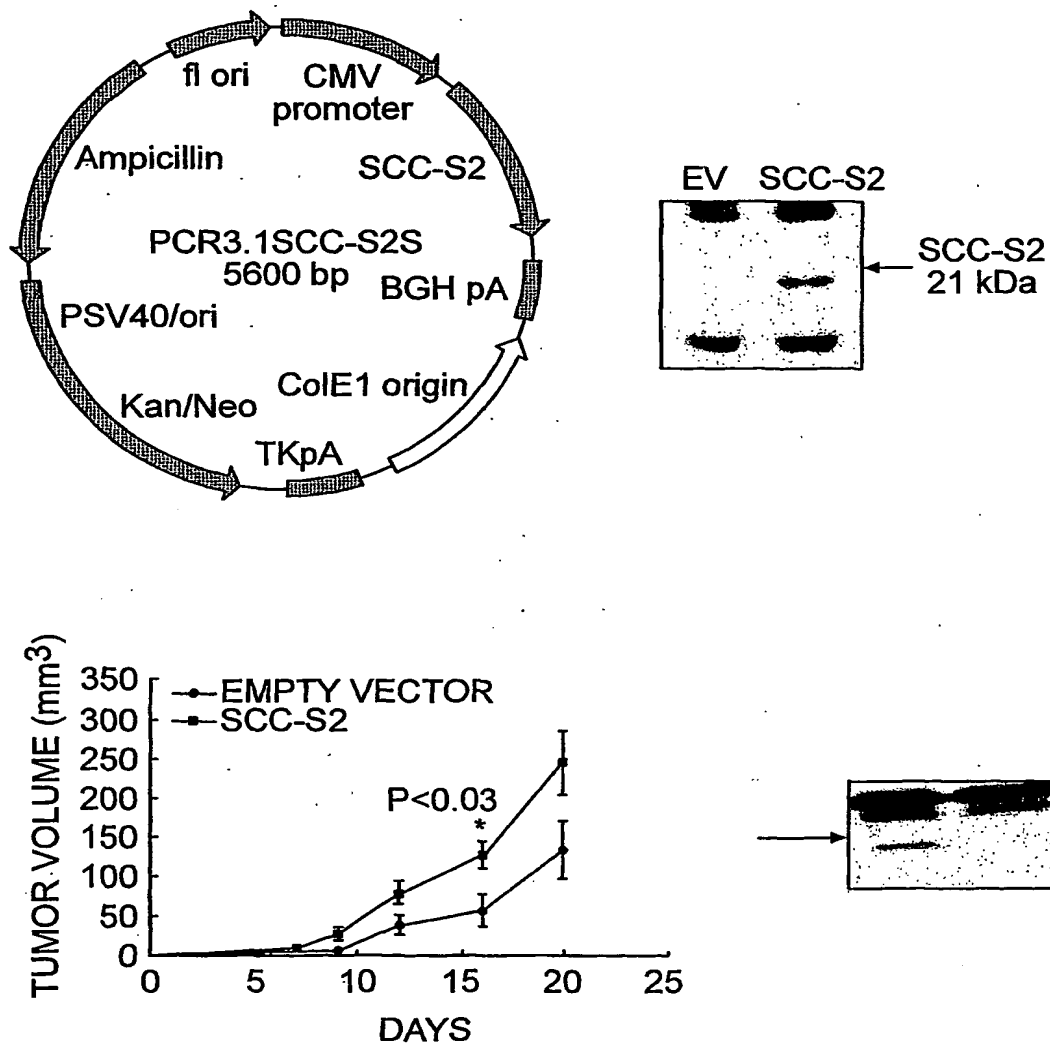 fl ori
CMV
promoter
Ampicillin
SCC-S2
PCR3.1SCC-S2S
5600 bp
BGH pA
PSV40/ori
ColE1 origin
Kan/Neo
TKpA
EV SCC-S2
SCC-S2
21 kDa
TUMOR VOLUME (mm3)
350
300
250
200
150
100
50
0
EMPTY VECTOR
SCC-S2
P<0.03
*
0 5 10 15 20 25
DAYS